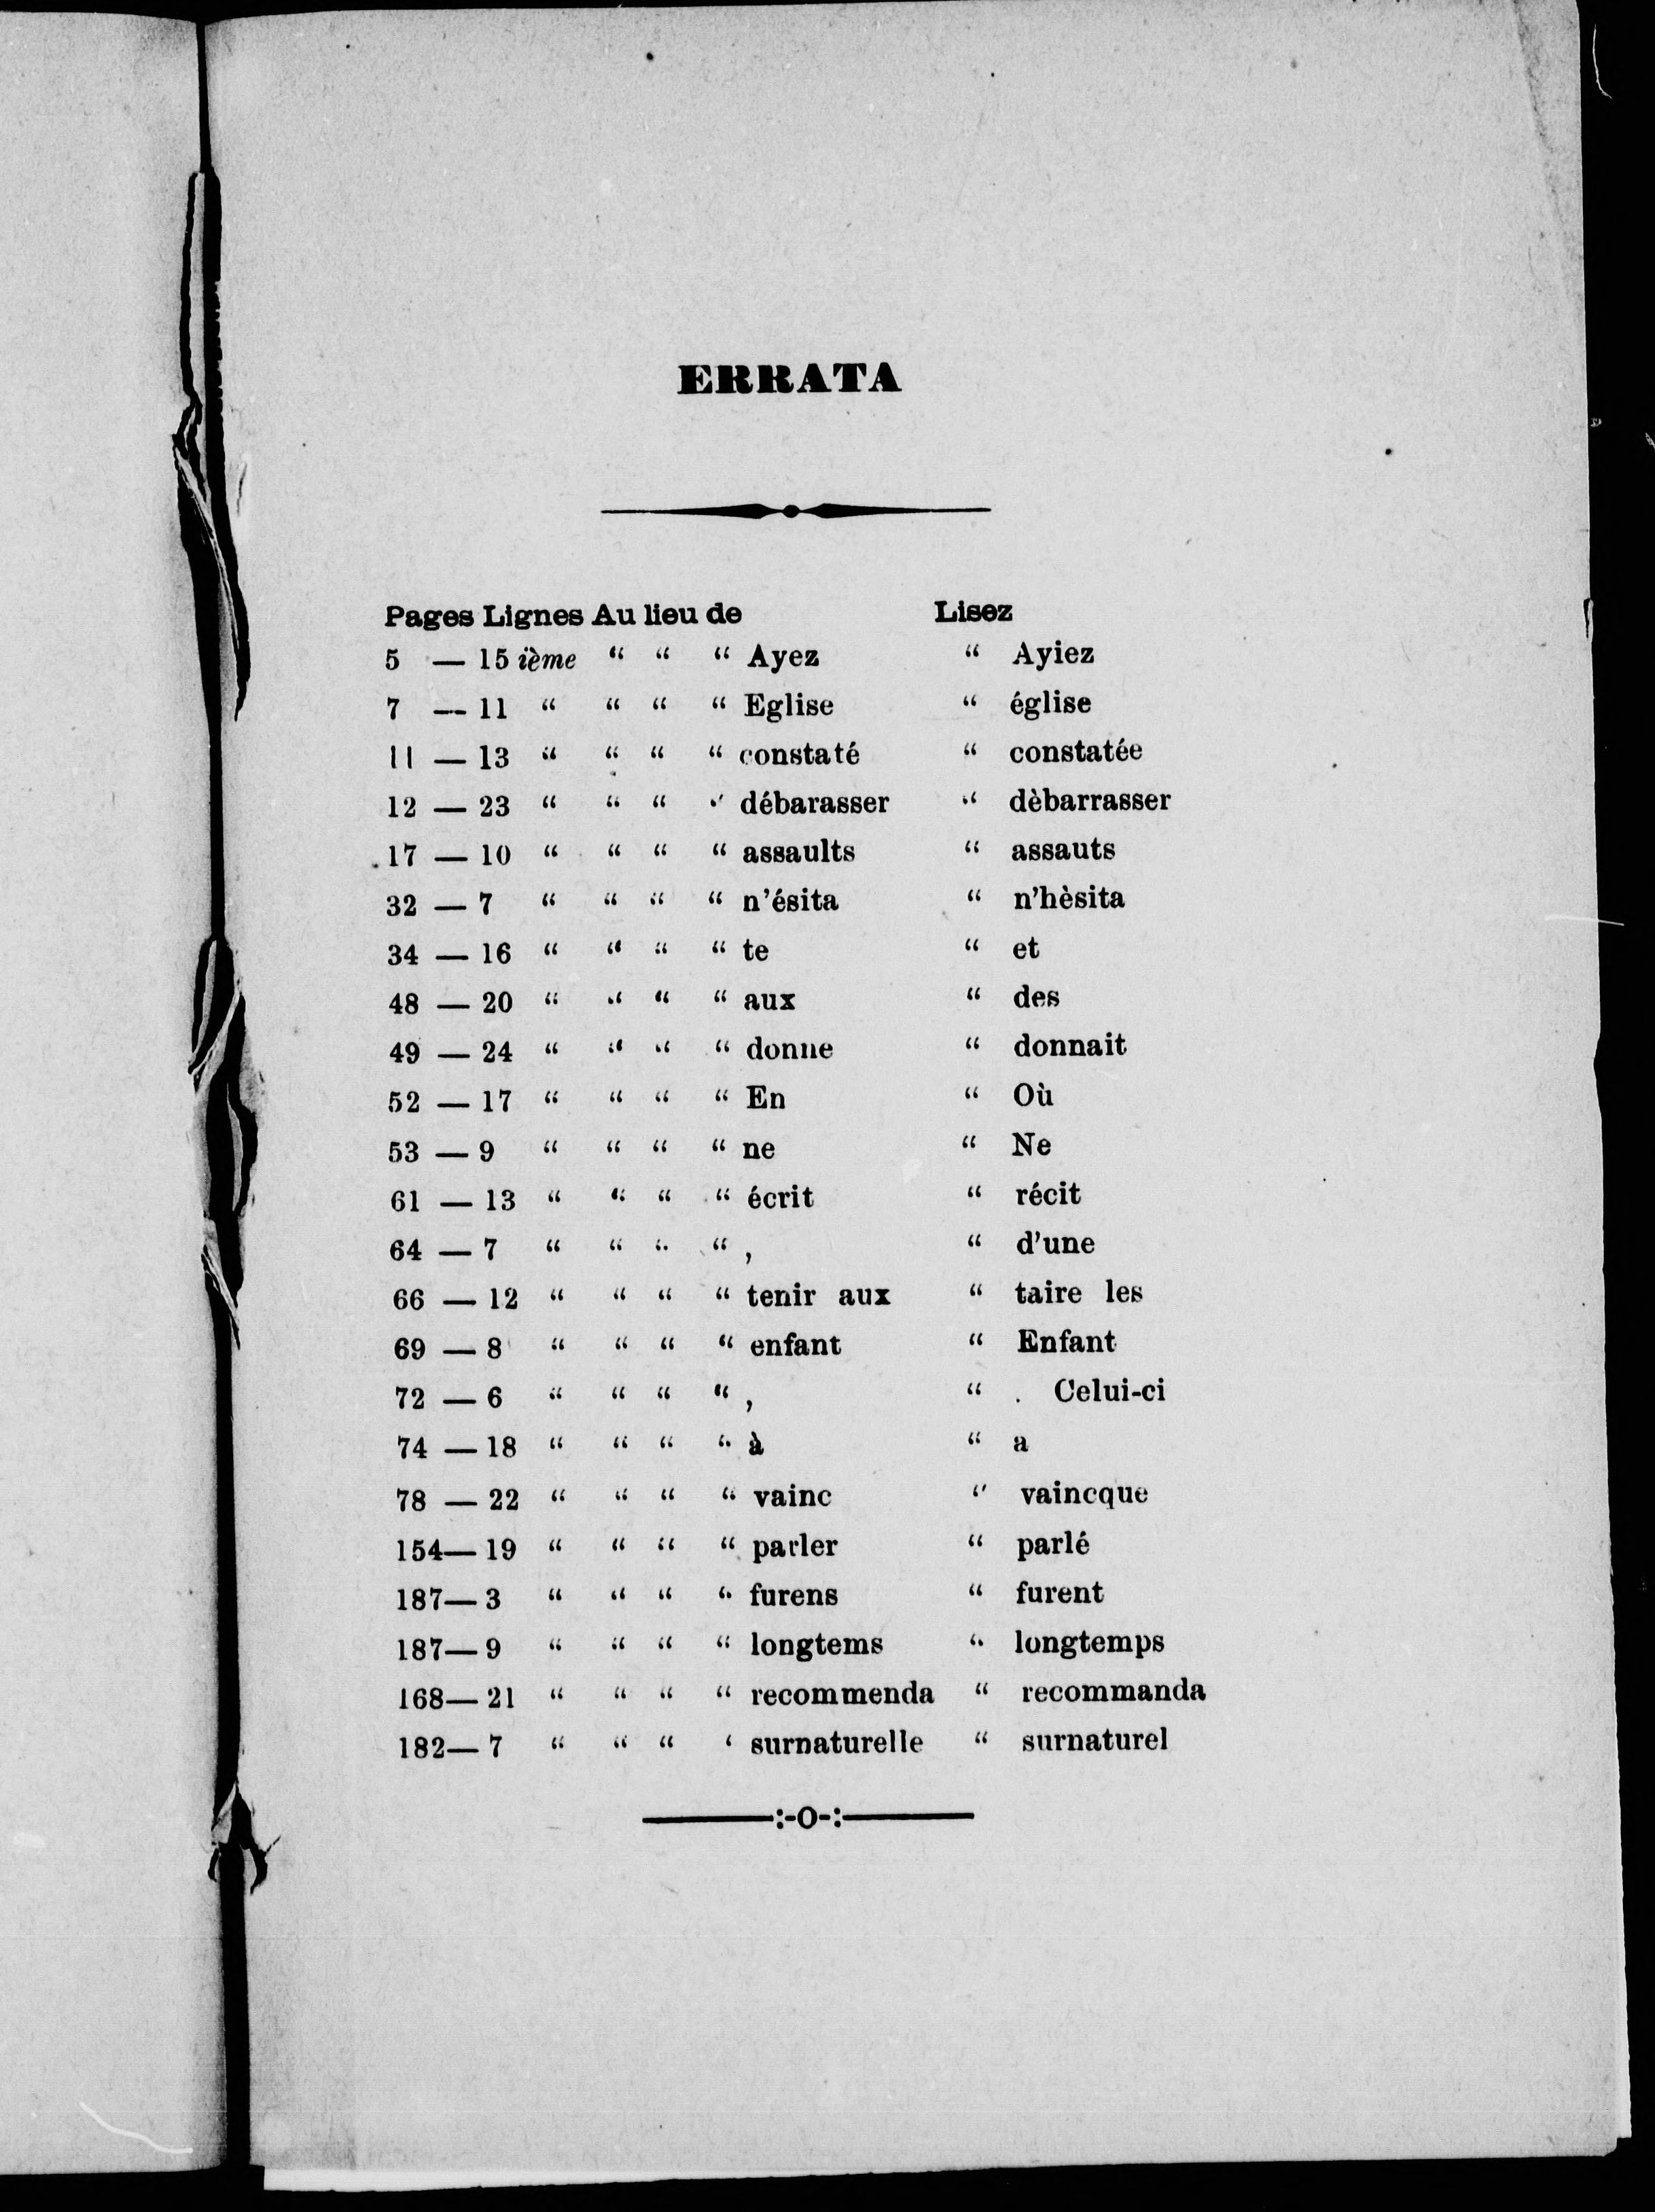 ERRATA
Pages Lignes Au lieu de Lisez
5 — 15 ième “ “ “ Ayez “ Ayiez
7 — 11 “ “ “ “ Eglise “ église
11 — 13 “ “ “ “ constaté “ constatée
12 — 23 “ “ “ “ débarasser “ dèbarrasser
17 — 10 “ “ “ “ assaults “ assauts
32 — 7 “ “ “ “ n’ésita “ n’hèsita
34 — 16 “ “ “ “ te “ et
48 — 20 “ “ “ “ aux “ des
49 — 24 “ “ “ “ donne “ donnait
52 — 17 “ “ “ “ En “ Où
53 — 9 “ “ “ “ ne “ Ne
61 — 13 “ “ “ “ écrit “ récit
64 — 7 “ “ “ “ , “ d’une
66 — 12 “ “ “ “ tenir aux “ taire les
69 — 8 “ “ “ “ enfant “ Enfant
72 — 6 “ “ “ “ , “ . Celui-ci
74 — 18 “ “ “ “ à “ a
78 — 22 “ “ “ “ vainc “ vaincque
154— 19 “ “ “ “ parler “ parlé
187— 3 “ “ “ “ furens “ furent
187— 9 “ “ “ “ longtems “ longtemps
168— 21 “ “ “ “ recommenda “ recommanda
182— 7 “ “ “ ‘ surnaturelle “ surnaturel
———:-O-:———